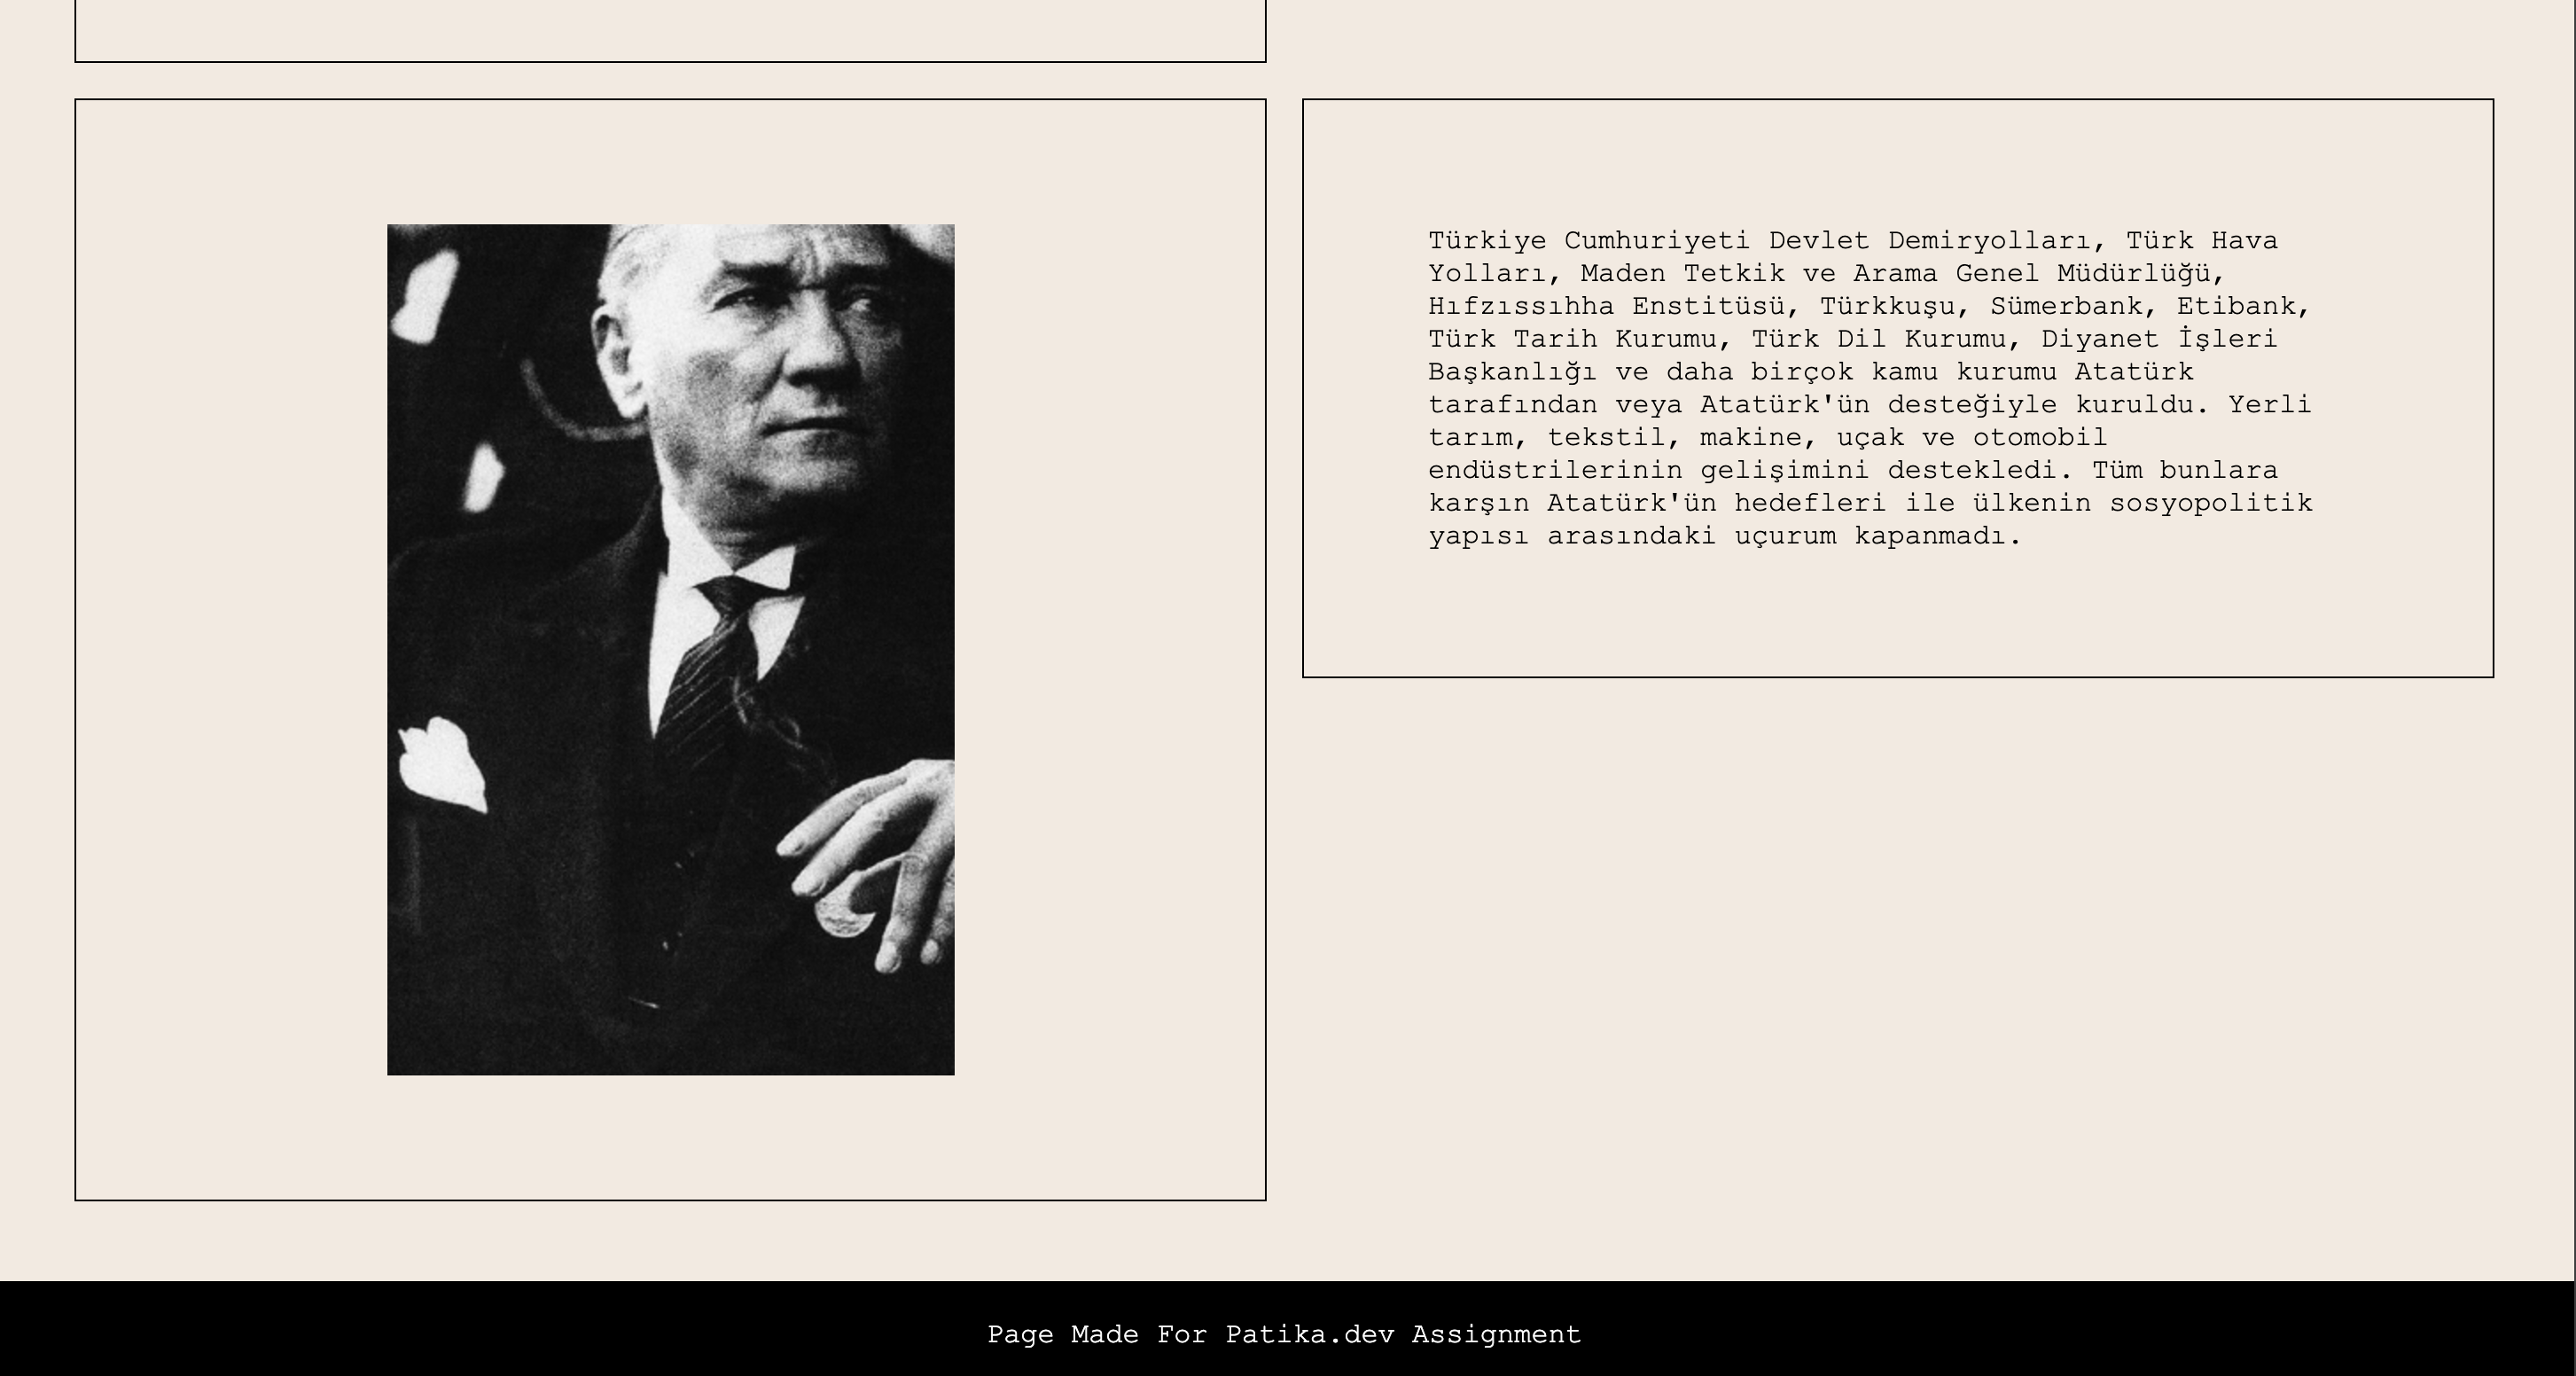 Türkiye Cumhuriyeti Devlet Demiryolları, Türk Hava
Yolları, Maden Tetkik ve Arama Genel Müdürlüğü,
Hıfzıssıhha Enstitüsü, Türkkuşu, Sümerbank, Etibank,
Türk Tarih Kurumu, Türk Dil Kurumu, Diyanet İşleri
Başkanlığı ve daha birçok kamu kurumu Atatürk
tarafından veya Atatürk'ün desteğiyle kuruldu. Yerli
tarım, tekstil, makine, uçak ve otomobil
endüstrilerinin gelişimini destekledi. Tüm bunlara
karşın Atatürk'ün hedefleri ile ülkenin sosyopolitik
yapısı arasındaki uçurum kapanmadı.
Page Made For Patika.dev Assignment